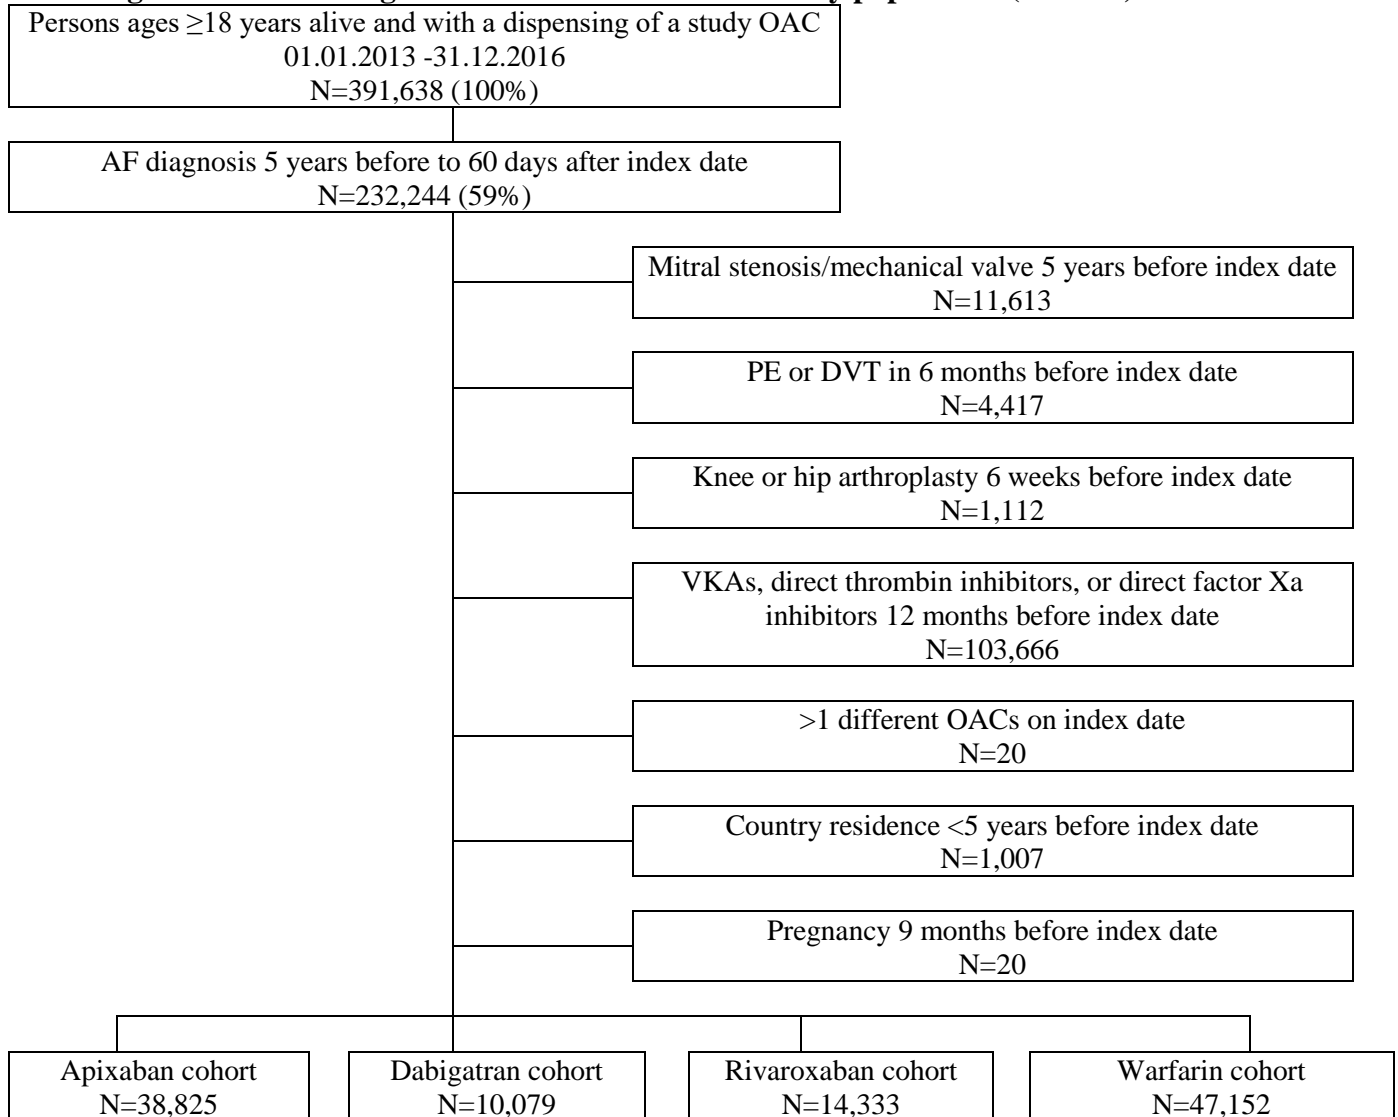 Persons ages ≥18 years alive and with a dispensing of a study OAC
01.01.2013 -31.12.2016
N=391,638 (100%)
AF diagnosis 5 years before to 60 days after index date
N=232,244 (59%)
Mitral stenosis/mechanical valve 5 years before index date
N=11,613
PE or DVT in 6 months before index date
N=4,417
Knee or hip arthroplasty 6 weeks before index date
N=1,112
VKAs, direct thrombin inhibitors, or direct factor Xa
inhibitors 12 months before index date
N=103,666
>1 different OACs on index date
N=20
Country residence <5 years before index date
N=1,007
Pregnancy 9 months before index date
N=20
Apixaban cohort
N=38,825
Dabigatran cohort
N=10,079
Rivaroxaban cohort
N=14,333
Warfarin cohort
N=47,152